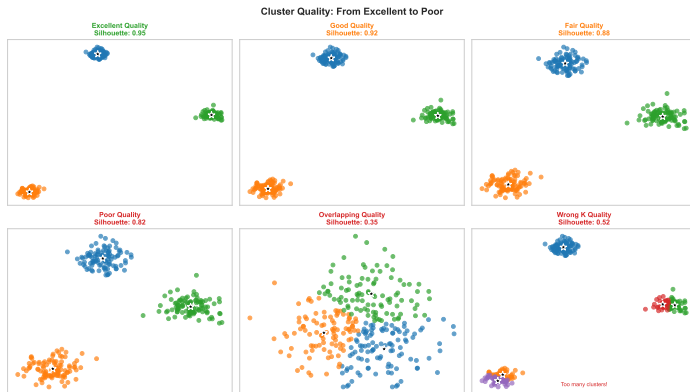 Cluster Quality: From Excellent to Poor
Excellent Quality
Silhouette: 0.95
Good Quality
Silhouette: 0.92
Fair Quality
Silhouette: 0.88
Poor Quality
Silhouette: 0.82
Overlapping Quality
Silhouette: 0.35
Wrong K Quality
Silhouette: 0.52
Too many clusters!